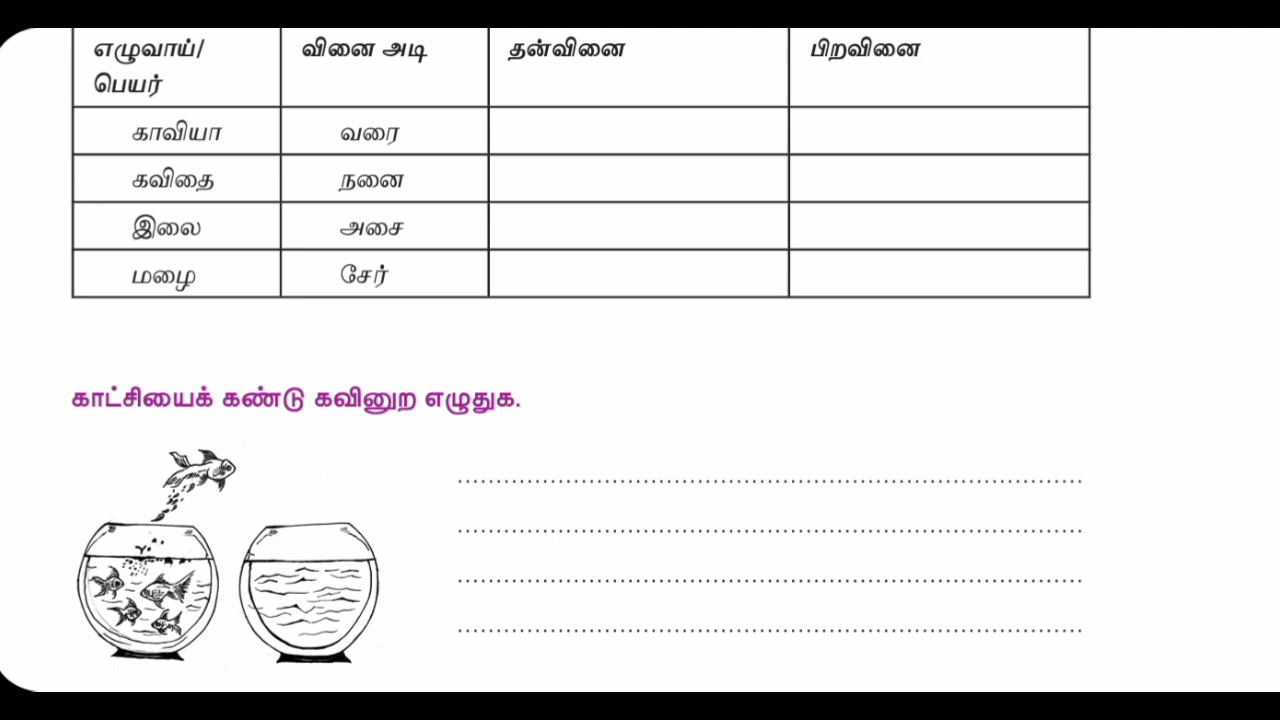 எழுவாய்/ வினை அடி தன்வினை பிறவினை
பெயர்
காவியா வரை
கவிதை நனை
இலை அசை
மழை சேர்
காட்சியைக் கண்டு கவினுற எழுதுக.